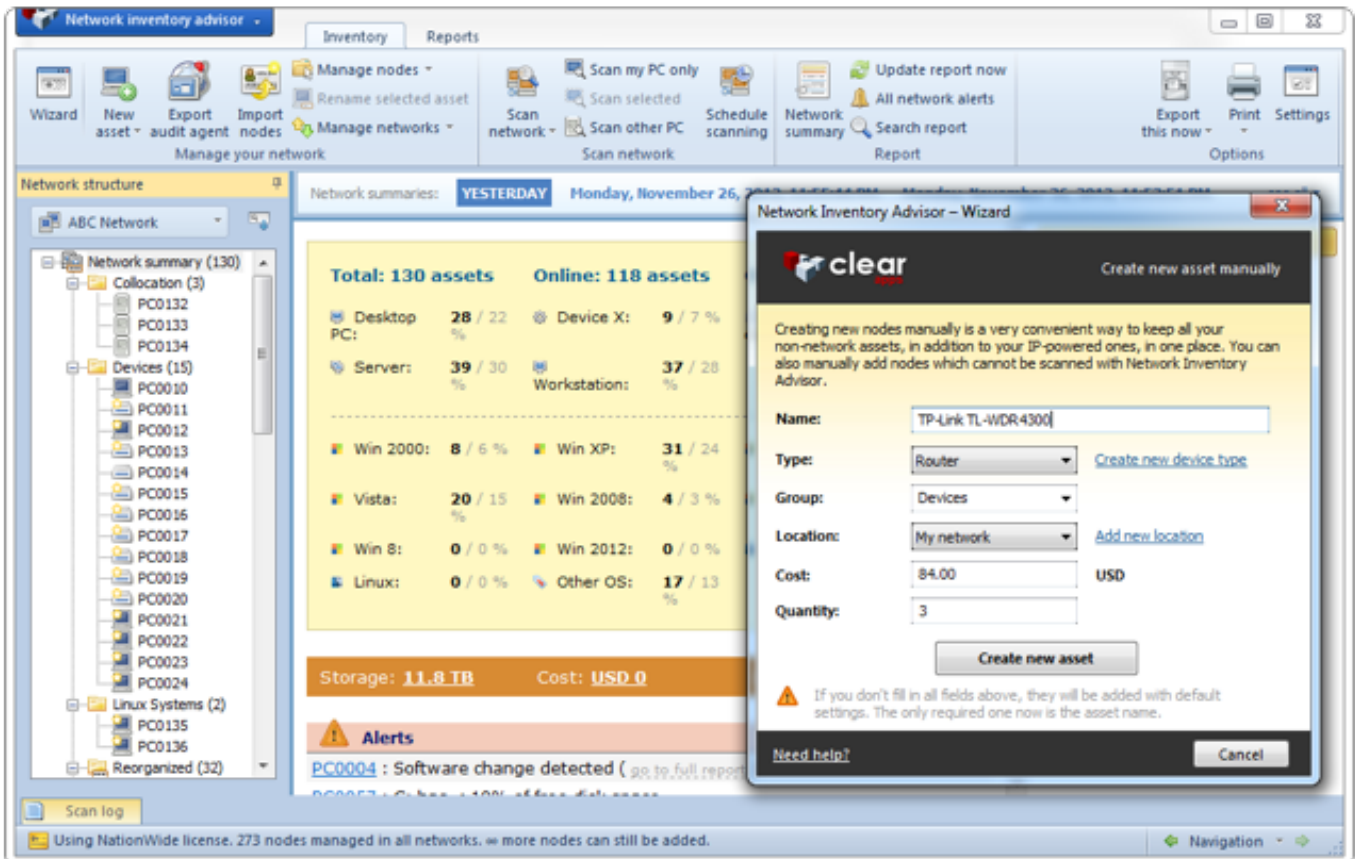 Network inventory advisor
Inventory Reports
Wizard
New asset
Export audit agent
Import nodes
Manage nodes
Rename selected asset
Manage networks
Manage your network
Scan network
Scan my PC only
Scan selected
Scan other PC
Schedule scanning
Scan network
Network summary
Update report now
All network alerts
Search report
Report
Export this now
Print
Settings
Options
Network structure
ABC Network
Network summary (130)
Collocation (3)
PC0132
PC0133
PC0134
Devices (15)
PC0010
PC0011
PC0012
PC0013
PC0014
PC0015
PC0016
PC0017
PC0018
PC0019
PC0020
PC0021
PC0022
PC0023
PC0024
Linux Systems (2)
PC0135
PC0136
Reorganized (32)
Network summaries: YESTERDAY Monday, November 26,
Total: 130 assets Online: 118 assets
Desktop PC: 28 / 22 % Device X: 9 / 7 %
Server: 39 / 30 % Workstation: 37 / 28 %
Win 2000: 8 / 6 % Win XP: 31 / 24 %
Vista: 20 / 15 % Win 2008: 4 / 3 %
Win 8: 0 / 0 % Win 2012: 0 / 0 %
Linux: 0 / 0 % Other OS: 17 / 13 %
Storage: 11.8 TB Cost: USD 0
Alerts
PC0004 : Software change detected ( go to full report
Network Inventory Advisor – Wizard
clear apps
Create new asset manually
Creating new nodes manually is a very convenient way to keep all your
non-network assets, in addition to your IP-powered ones, in one place. You can
also manually add nodes which cannot be scanned with Network Inventory
Advisor.
Name: TP-Link TL-WDR4300
Type: Router Create new device type
Group: Devices
Location: My network Add new location
Cost: 84.00 USD
Quantity: 3
Create new asset
If you don't fill in all fields above, they will be added with default
settings. The only required one now is the asset name.
Need help? Cancel
Scan log
Using NationWide license. 273 nodes managed in all networks. ∞ more nodes can still be added.
Navigation